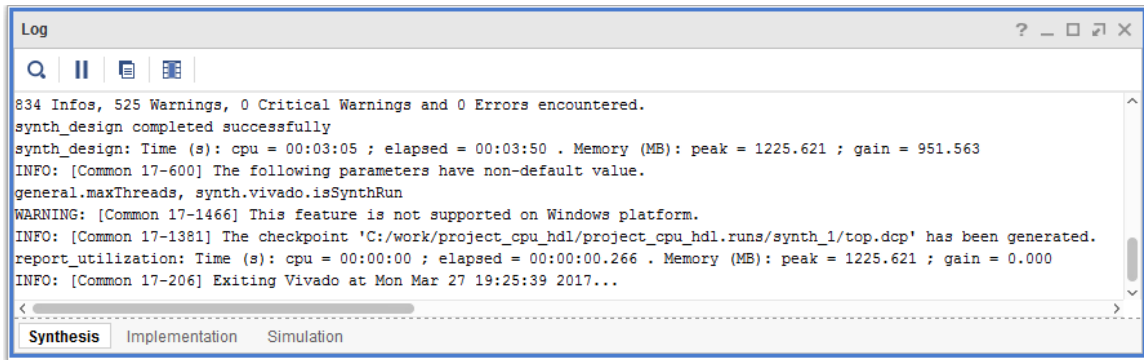 Log
834 Infos, 525 Warnings, 0 Critical Warnings and 0 Errors encountered.
synth_design completed successfully
synth_design: Time (s): cpu = 00:03:05 ; elapsed = 00:03:50 . Memory (MB): peak = 1225.621 ; gain = 951.563
INFO: [Common 17-600] The following parameters have non-default value.
general.maxThreads, synth.vivado.isSynthRun
WARNING: [Common 17-1466] This feature is not supported on Windows platform.
INFO: [Common 17-1381] The checkpoint 'C:/work/project_cpu_hdl/project_cpu_hdl.runs/synth_1/top.dcp' has been generated.
report_utilization: Time (s): cpu = 00:00:00 ; elapsed = 00:00:00.266 . Memory (MB): peak = 1225.621 ; gain = 0.000
INFO: [Common 17-206] Exiting Vivado at Mon Mar 27 19:25:39 2017...
Synthesis Implementation Simulation